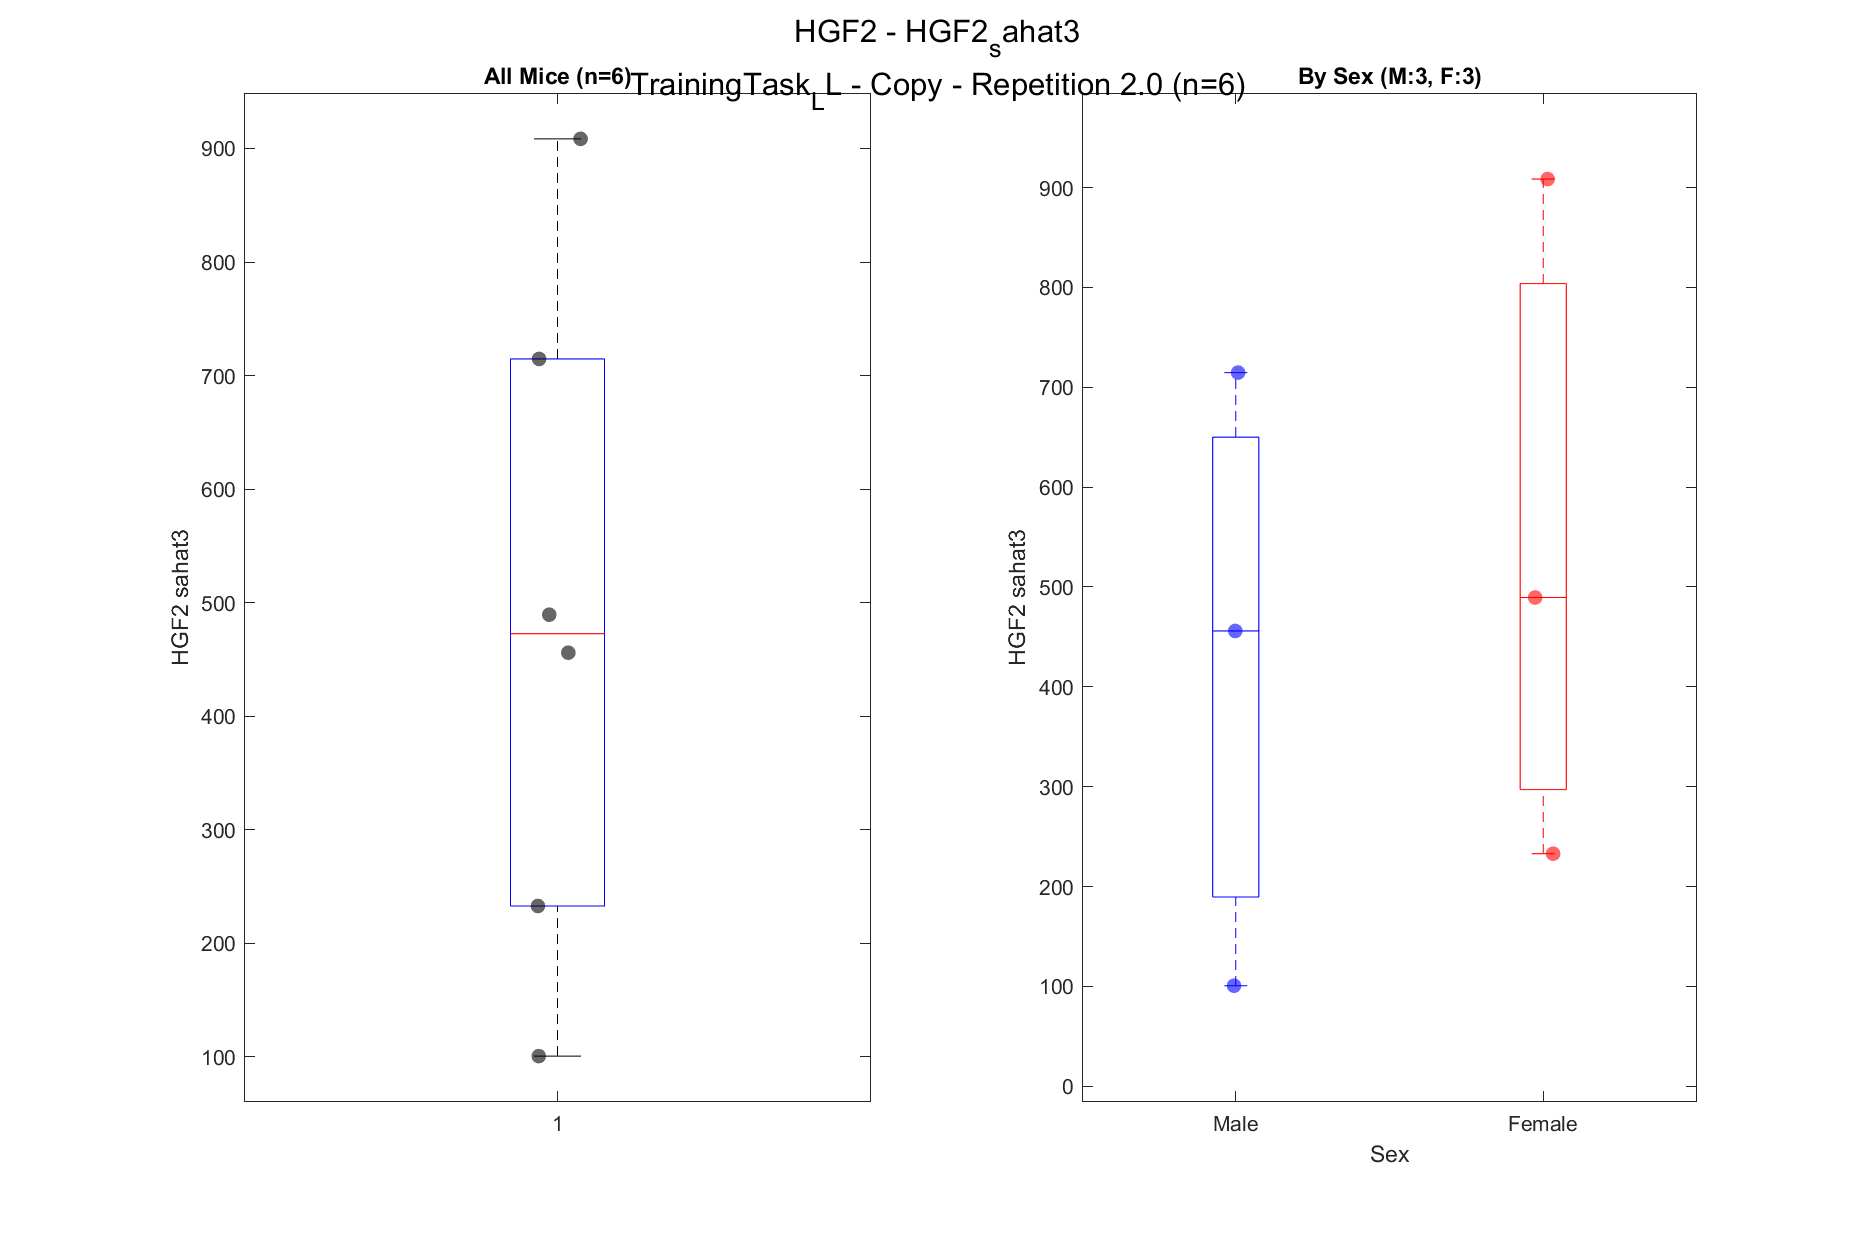 HGF2 - HGF2_sahat3
TrainingTask_LL - Copy - Repetition 2.0 (n=6)
All Mice (n=6)
HGF2 sahat3
900
800
700
600
500
400
300
200
100
1
By Sex (M:3, F:3)
HGF2 sahat3
900
800
700
600
500
400
300
200
100
0
Male Female
Sex